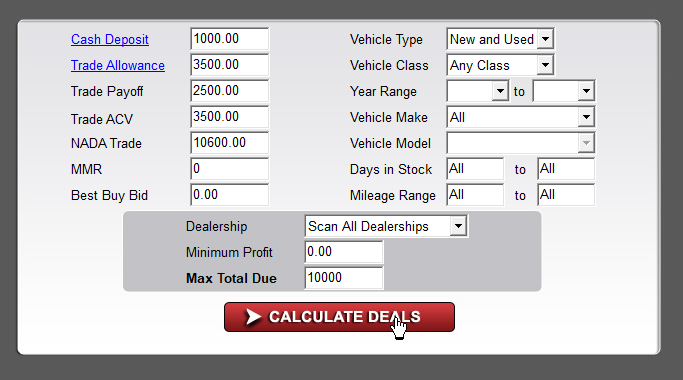 Cash Deposit 1000.00 Vehicle Type New and Used
Trade Allowance 3500.00 Vehicle Class Any Class
Trade Payoff 2500.00 Year Range to
Trade ACV 3500.00 Vehicle Make All
NADA Trade 10600.00 Vehicle Model
MMR 0 Days in Stock All to All
Best Buy Bid 0.00 Mileage Range All to All
Dealership Scan All Dealerships
Minimum Profit 0.00
Max Total Due 10000
CALCULATE DEALS